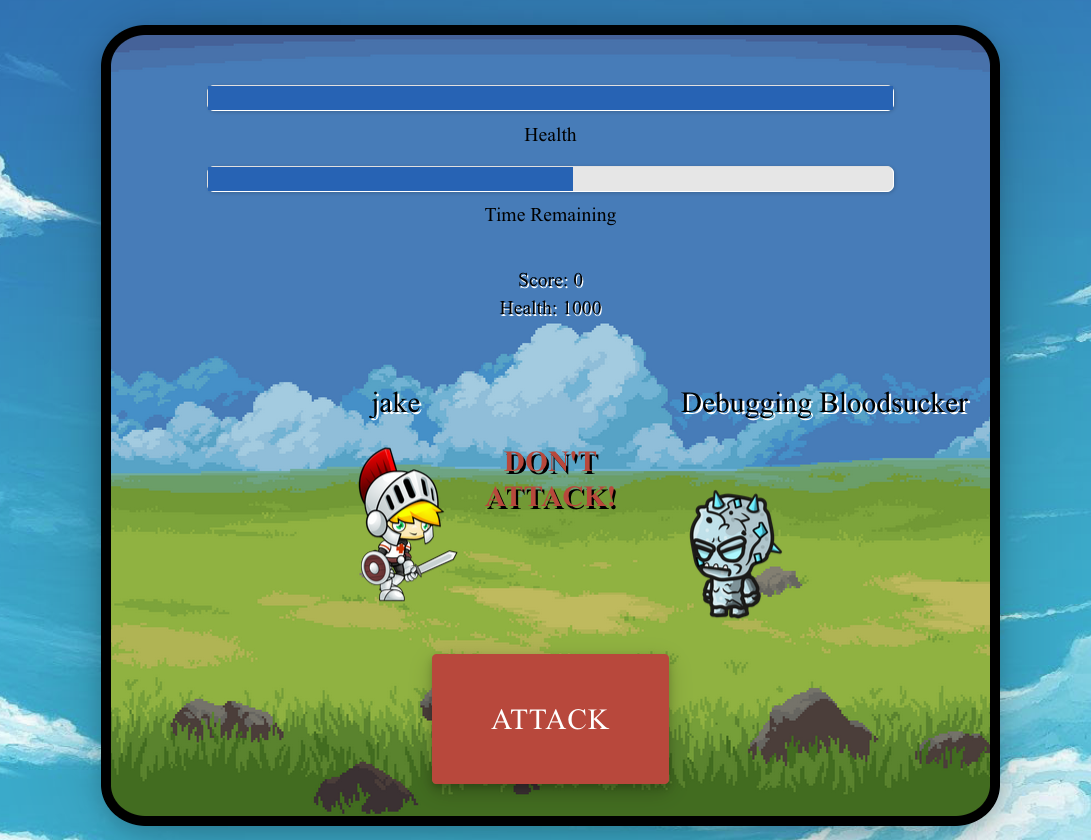 Health
Time Remaining
Score: 0
Health: 1000
jake
Debugging Bloodsucker
DON'T
ATTACK!
ATTACK